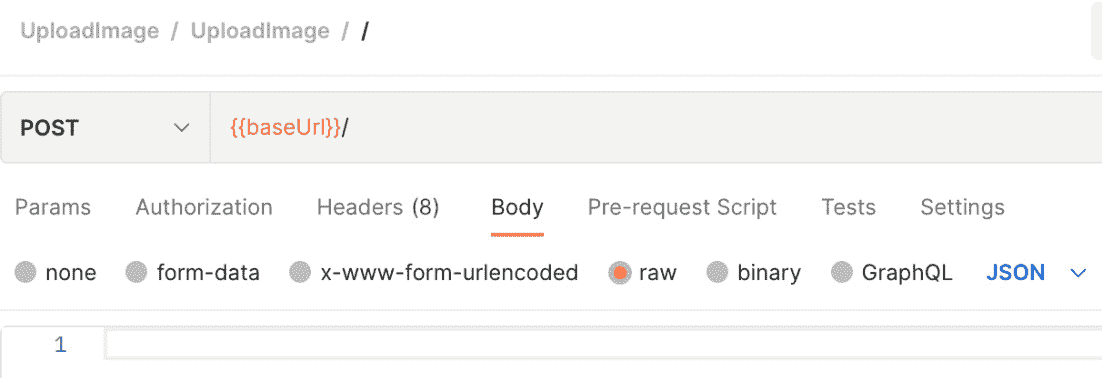 UploadImage / UploadImage / /
POST {{baseUrl}}/
Params Authorization Headers (8) Body Pre-request Script Tests Settings
none form-data x-www-form-urlencoded raw binary GraphQL JSON
1